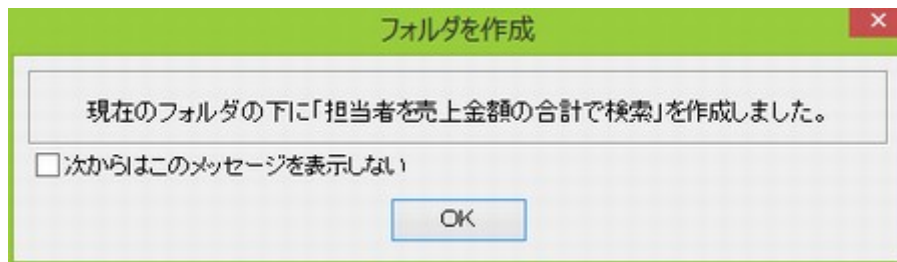 フォルダを作成
現在のフォルダの下に「担当者を売上金額の合計で検索」を作成しました。
次からはこのメッセージを表示しない
OK